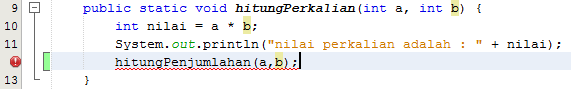 9 public static void hitungPerkalian(int a, int b) {
10 int nilai = a * b;
11 System.out.println("nilai perkalian adalah : " + nilai);
hitungPenjumlahan(a,b);
13 }